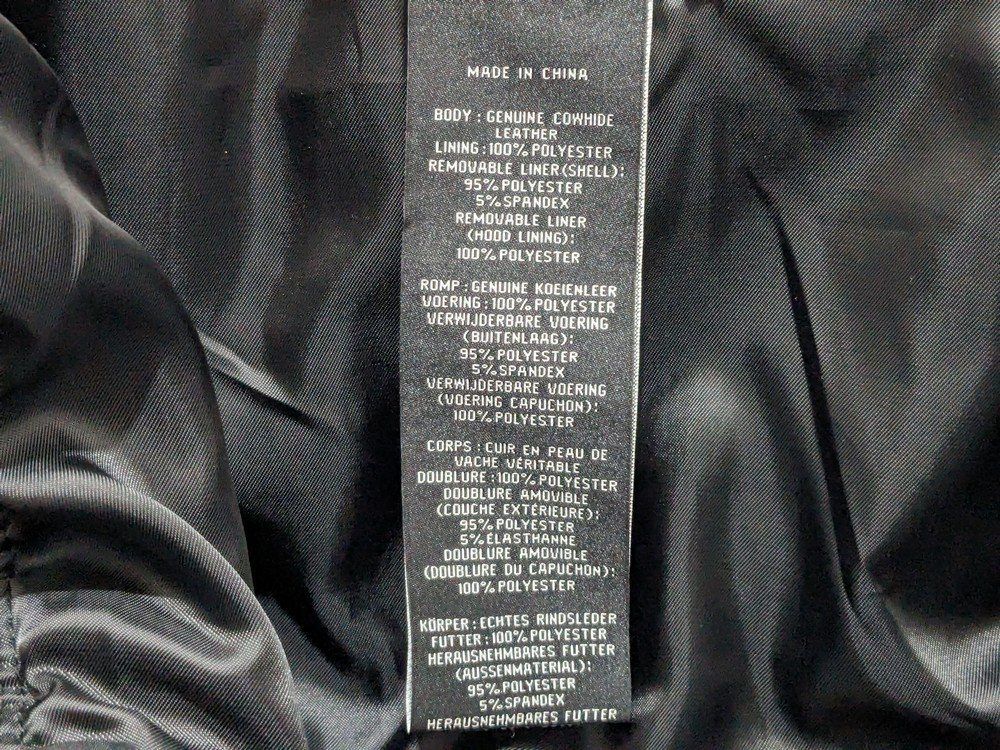 MADE IN CHINA
BODY : GENUINE COWHIDE
LEATHER
LINING : 100% POLYESTER
REMOVABLE LINER(SHELL):
95% POLYESTER
5% SPANDEX
REMOVABLE LINER
(HOOD LINING):
100% POLYESTER
ROMP : GENUINE KOEIENLEER
VOERING : 100% POLYESTER
VERWIJDERBARE VOERING
(BUITENLAAG):
95% POLYESTER
5% SPANDEX
VERWIJDERBARE VOERING
(VOERING CAPUCHON):
100% POLYESTER
CORPS : CUIR EN PEAU DE
VACHE VÉRITABLE
DOUBLURE : 100% POLYESTER
DOUBLURE AMOVIBLE
(COUCHE EXTÉRIEURE):
95% POLYESTER
5% ÉLASTHANNE
DOUBLURE AMOVIBLE
(DOUBLURE DU CAPUCHON):
100% POLYESTER
KÖRPER : ECHTES RINDSLEDER
FUTTER : 100% POLYESTER
HERAUSNEHMBARES FUTTER
(AUSSENMATERIAL):
95% POLYESTER
5% SPANDEX
HERAUSNEHMBARES FUTTER